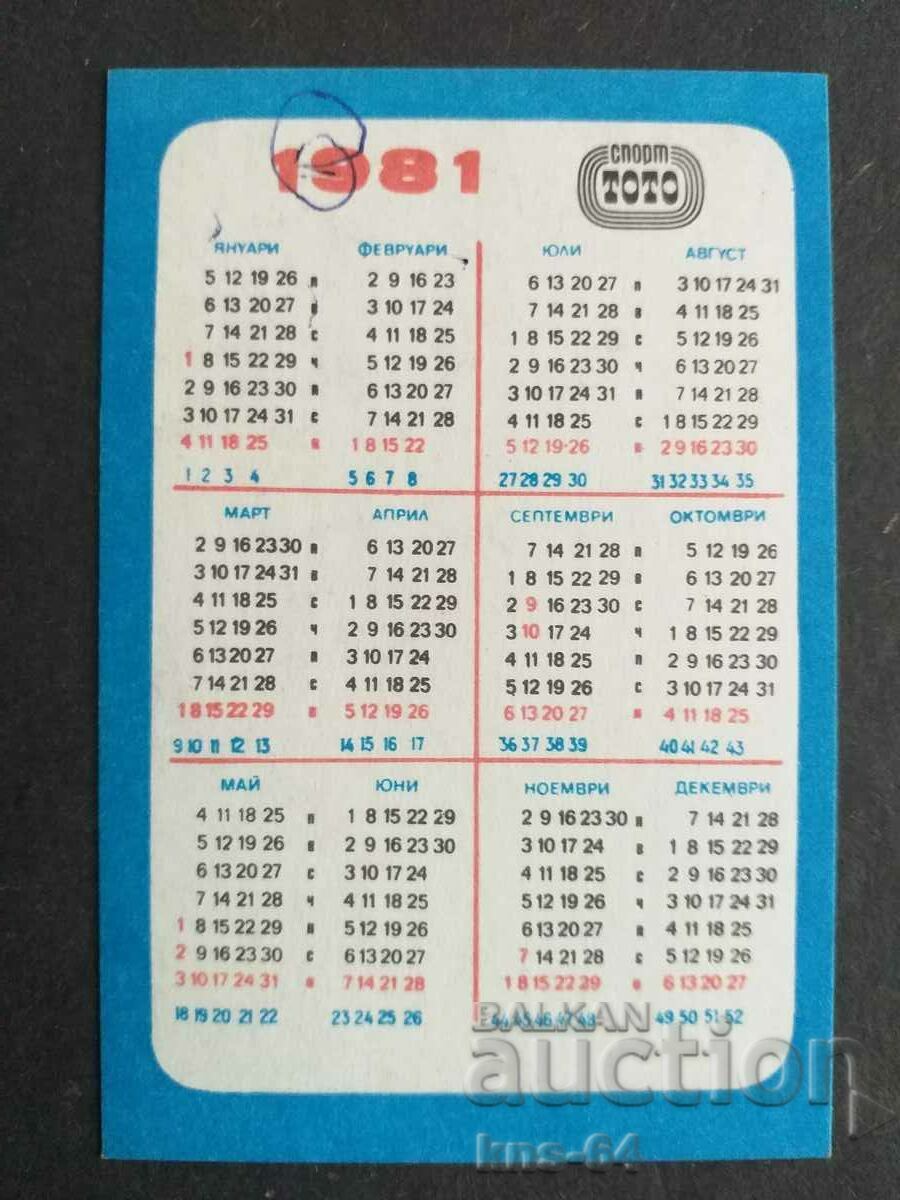 1981
спорт
ТОТО
ЯНУАРИ ФЕВРУАРИ
5 12 19 26 п 2 9 16 23
6 13 20 27 в 3 10 17 24
7 14 21 28 с 4 11 18 25
1 8 15 22 29 ч 5 12 19 26
2 9 16 23 30 п 6 13 20 27
3 10 17 24 31 с 7 14 21 28
4 11 18 25 н 1 8 15 22
1 2 3 4 5 6 7 8
ЮЛИ АВГУСТ
6 13 20 27 п 3 10 17 24 31
7 14 21 28 в 4 11 18 25
1 8 15 22 29 с 5 12 19 26
2 9 16 23 30 ч 6 13 20 27
3 10 17 24 31 п 7 14 21 28
4 11 18 25 с 1 8 15 22 29
5 12 19 26 н 2 9 16 23 30
27 28 29 30 31 32 33 34 35
МАРТ АПРИЛ
2 9 16 23 30 п 6 13 20 27
3 10 17 24 31 в 7 14 21 28
4 11 18 25 с 1 8 15 22 29
5 12 19 26 ч 2 9 16 23 30
6 13 20 27 п 3 10 17 24
7 14 21 28 с 4 11 18 25
1 8 15 22 29 н 5 12 19 26
9 10 11 12 13 14 15 16 17
СЕПТЕМВРИ ОКТОМВРИ
7 14 21 28 п 5 12 19 26
1 8 15 22 29 в 6 13 20 27
2 9 16 23 30 с 7 14 21 28
3 10 17 24 ч 1 8 15 22 29
4 11 18 25 п 2 9 16 23 30
5 12 19 26 с 3 10 17 24 31
6 13 20 27 н 4 11 18 25
36 37 38 39 40 41 42 43
МАЙ ЮНИ
4 11 18 25 п 1 8 15 22 29
5 12 19 26 в 2 9 16 23 30
6 13 20 27 с 3 10 17 24
7 14 21 28 ч 4 11 18 25
1 8 15 22 29 п 5 12 19 26
2 9 16 23 30 с 6 13 20 27
3 10 17 24 31 н 7 14 21 28
18 19 20 21 22 23 24 25 26
НОЕМВРИ ДЕКЕМВРИ
2 9 16 23 30 п 7 14 21 28
3 10 17 24 в 1 8 15 22 29
4 11 18 25 с 2 9 16 23 30
5 12 19 26 ч 3 10 17 24 31
6 13 20 27 п 4 11 18 25
7 14 21 28 с 5 12 19 26
1 8 15 22 29 н 6 13 20 27
44 45 46 47 48 49 50 51 52
BALKAN
auction
kns-64